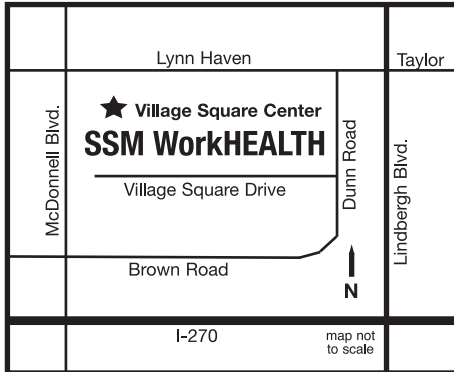 Lynn Haven
Taylor
McDonnell Blvd.
★ Village Square Center
SSM WorkHEALTH
Village Square Drive
Dunn Road
Lindbergh Blvd.
Brown Road
N
I-270
map not
to scale